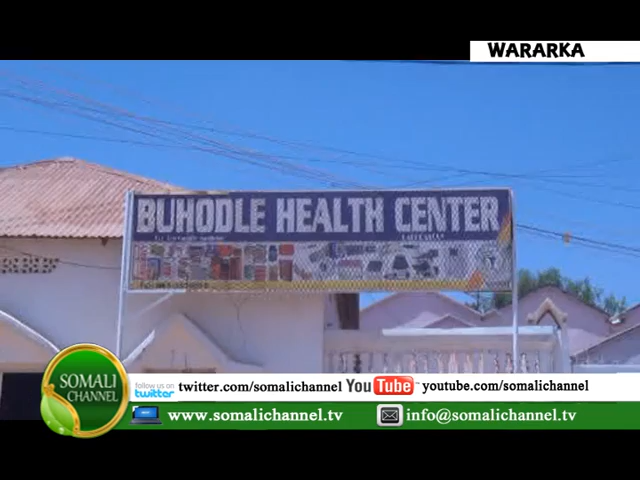 WARARKA
BUHODLE HEALTH CENTER
SOMALI
CHANNEL
follow us on
twitter
twitter.com/somalichannel
YouTube
youtube.com/somalichannel
www.somalichannel.tv
info@somalichannel.tv